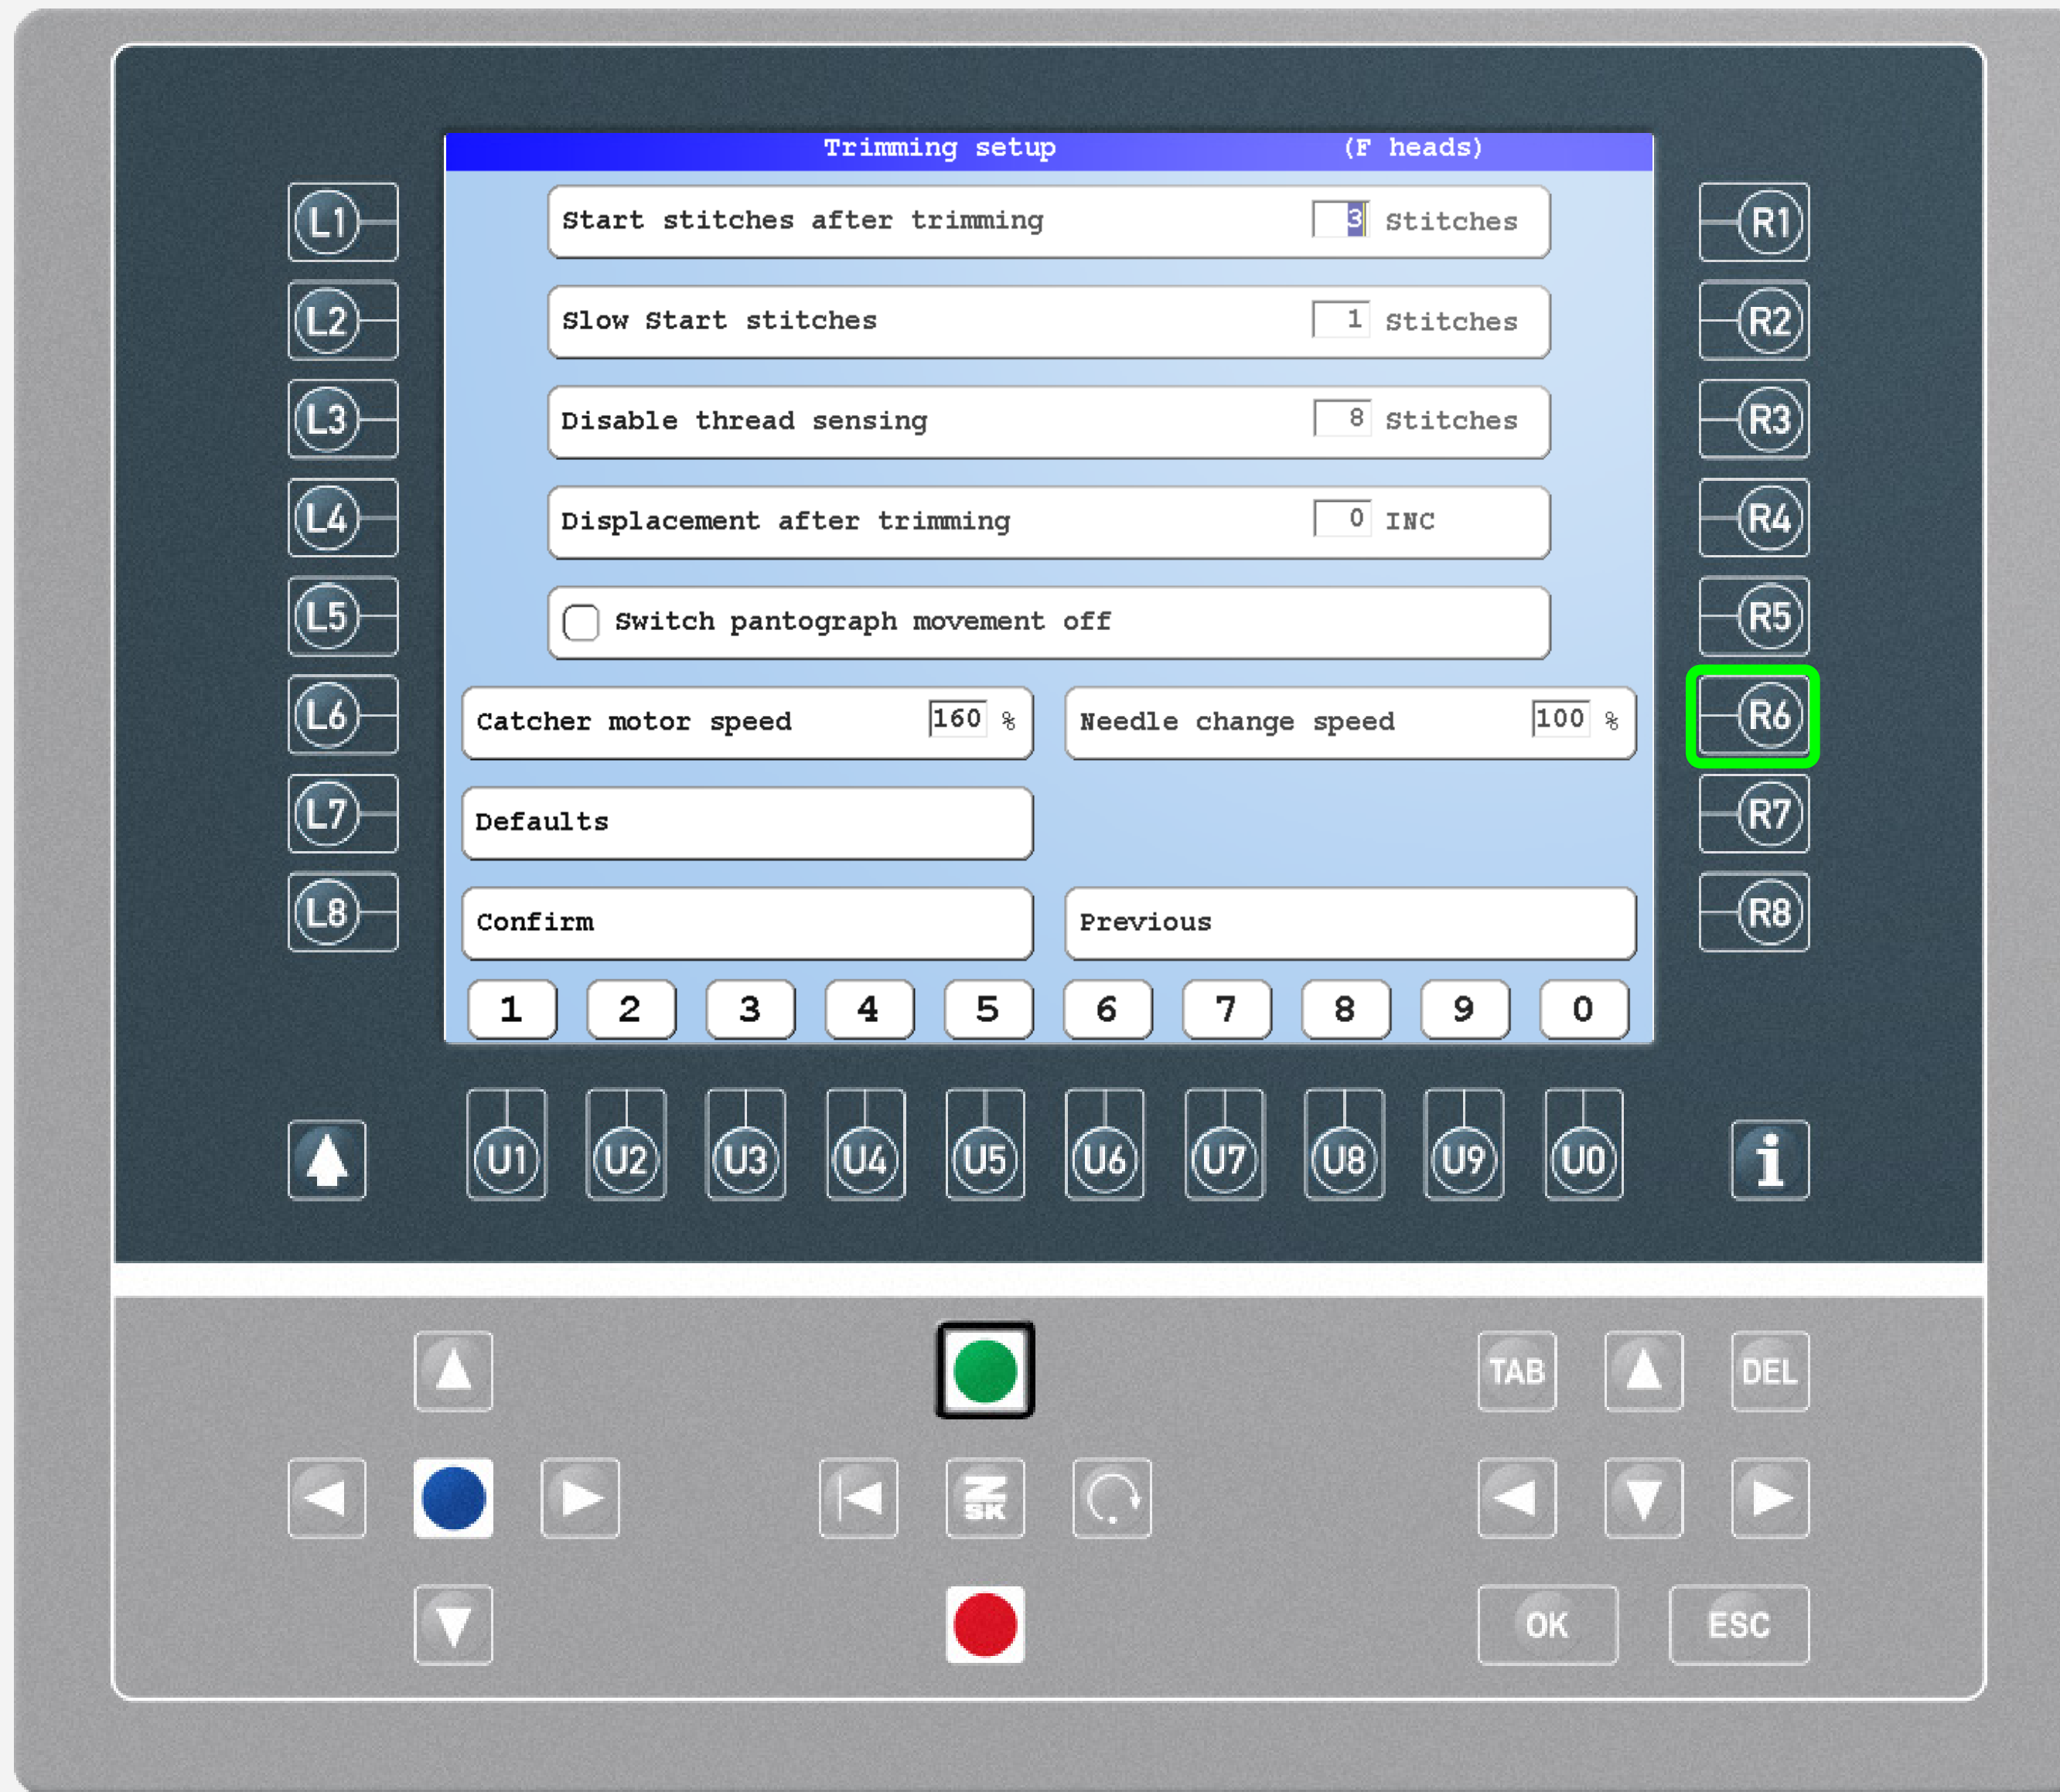 Trimming setup (F heads)
L1 Start stitches after trimming 3 Stitches R1
L2 Slow Start stitches 1 Stitches R2
L3 Disable thread sensing 8 Stitches R3
L4 Displacement after trimming 0 INC R4
L5 Switch pantograph movement off R5
L6 Catcher motor speed 160 % Needle change speed 100 % R6
L7 Defaults R7
L8 Confirm Previous R8
1 2 3 4 5 6 7 8 9 0
U1 U2 U3 U4 U5 U6 U7 U8 U9 U0 i
TAB DEL
Z
SK
OK ESC